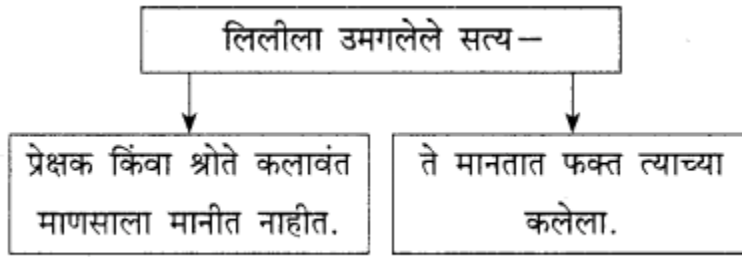 लिलीला उमगलेले सत्य–
प्रेक्षक किंवा श्रोते कलावंत
माणसाला मानीत नाहीत.
ते मानतात फक्त त्याच्या
कलेला.